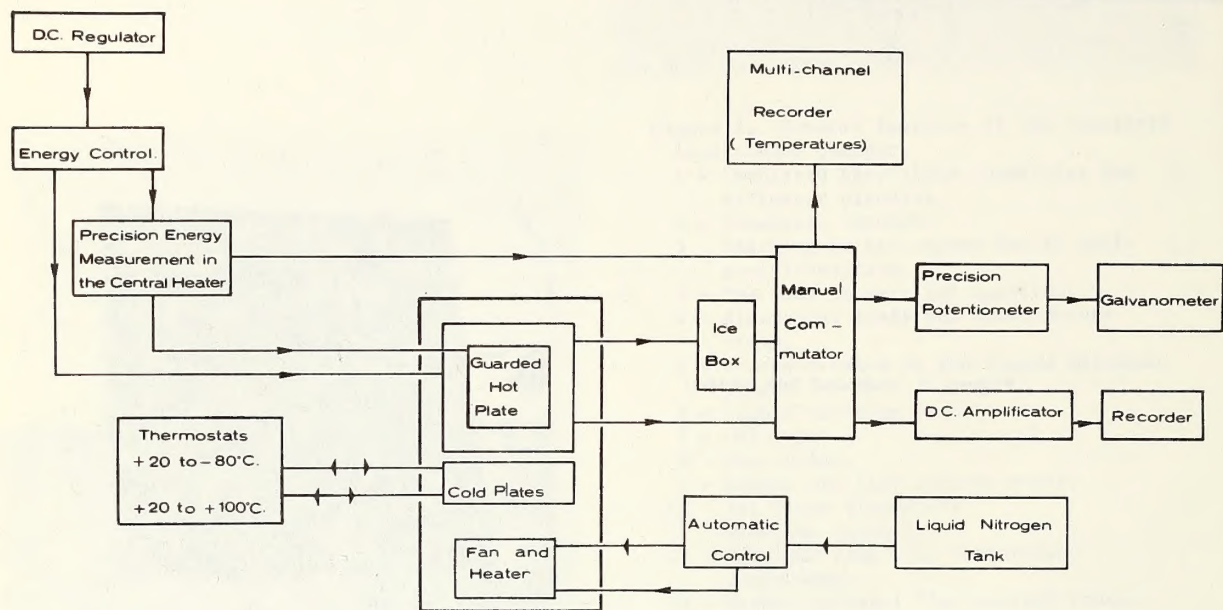 D.C. Regulator
Energy Control.
Precision Energy
Measurement in
the Central Heater
Multi-channel
Recorder
( Temperatures)
Manual
Com -
mutator
Precision
Potentiometer
Galvanometer
Ice
Box
Guarded
Hot
Plate
D.C. Amplificator
Recorder
Thermostats
+20 to -80°C.
+20 to +100°C.
Cold Plates
Fan and
Heater
Automatic
Control
Liquid Nitrogen
Tank